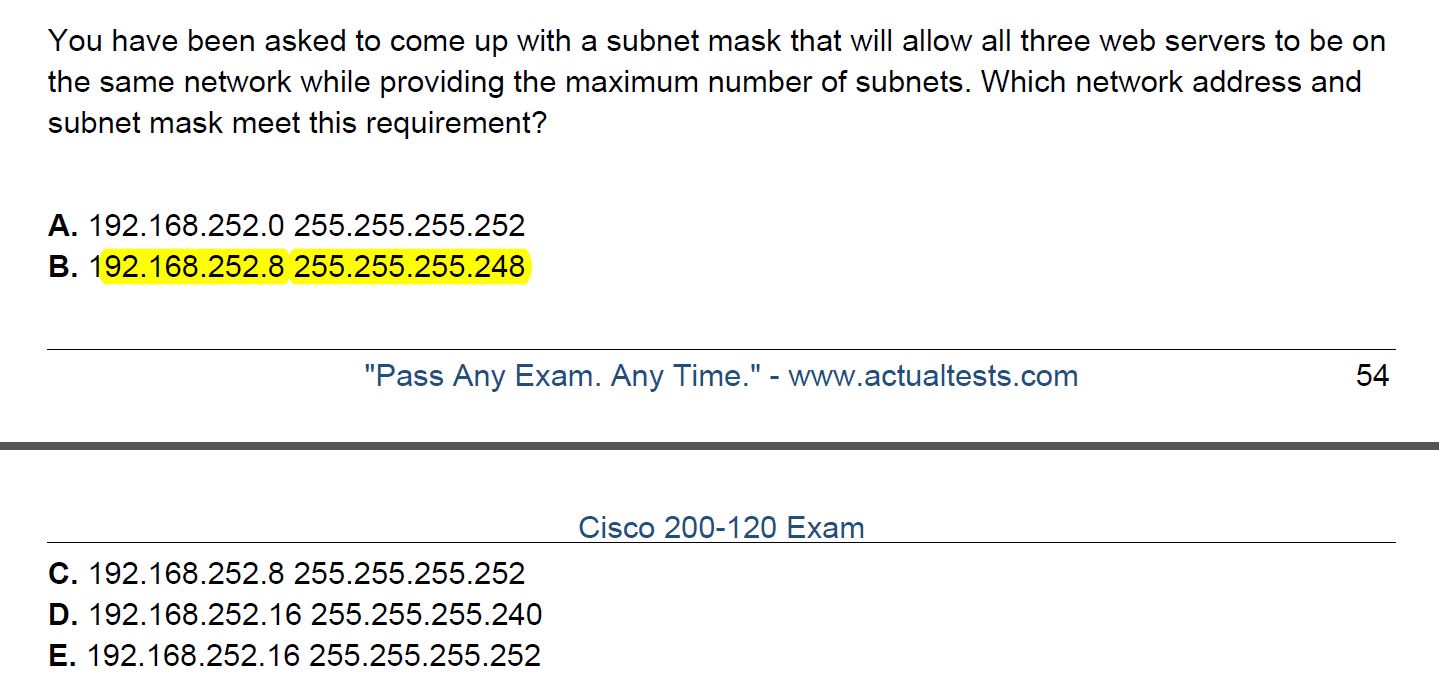 You have been asked to come up with a subnet mask that will allow all three web servers to be on
the same network while providing the maximum number of subnets. Which network address and
subnet mask meet this requirement?
A. 192.168.252.0 255.255.255.252
B. 192.168.252.8 255.255.255.248
"Pass Any Exam. Any Time." - www.actualtests.com 54
Cisco 200-120 Exam
C. 192.168.252.8 255.255.255.252
D. 192.168.252.16 255.255.255.240
E. 192.168.252.16 255.255.255.252